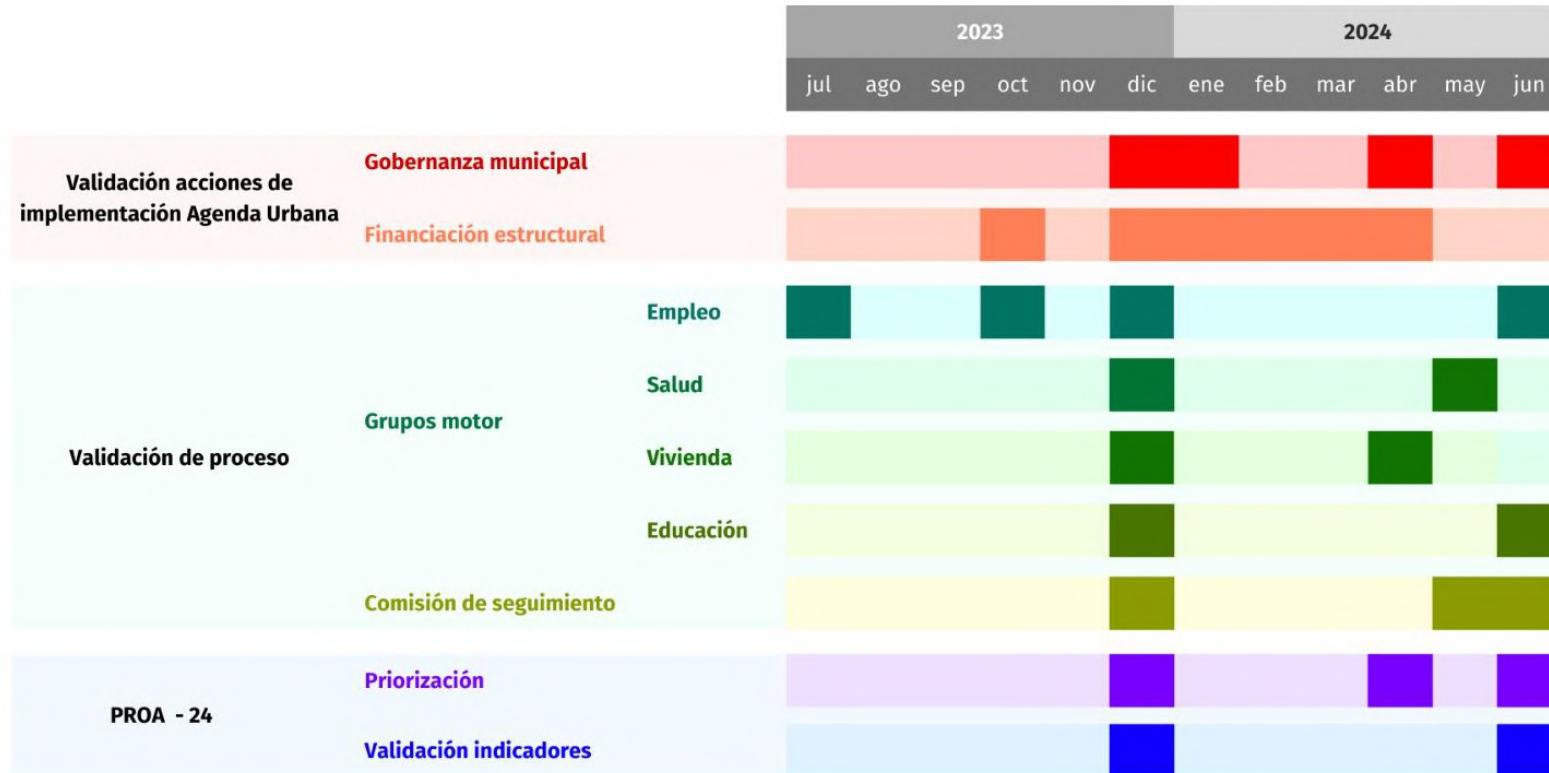 2023 2024
jul ago sep oct nov dic ene feb mar abr may jun
Validación acciones de
implementación Agenda Urbana
Gobernanza municipal
Financiación estructural
Validación de proceso
Grupos motor
Empleo
Salud
Vivienda
Educación
Comisión de seguimiento
PROA - 24
Priorización
Validación indicadores